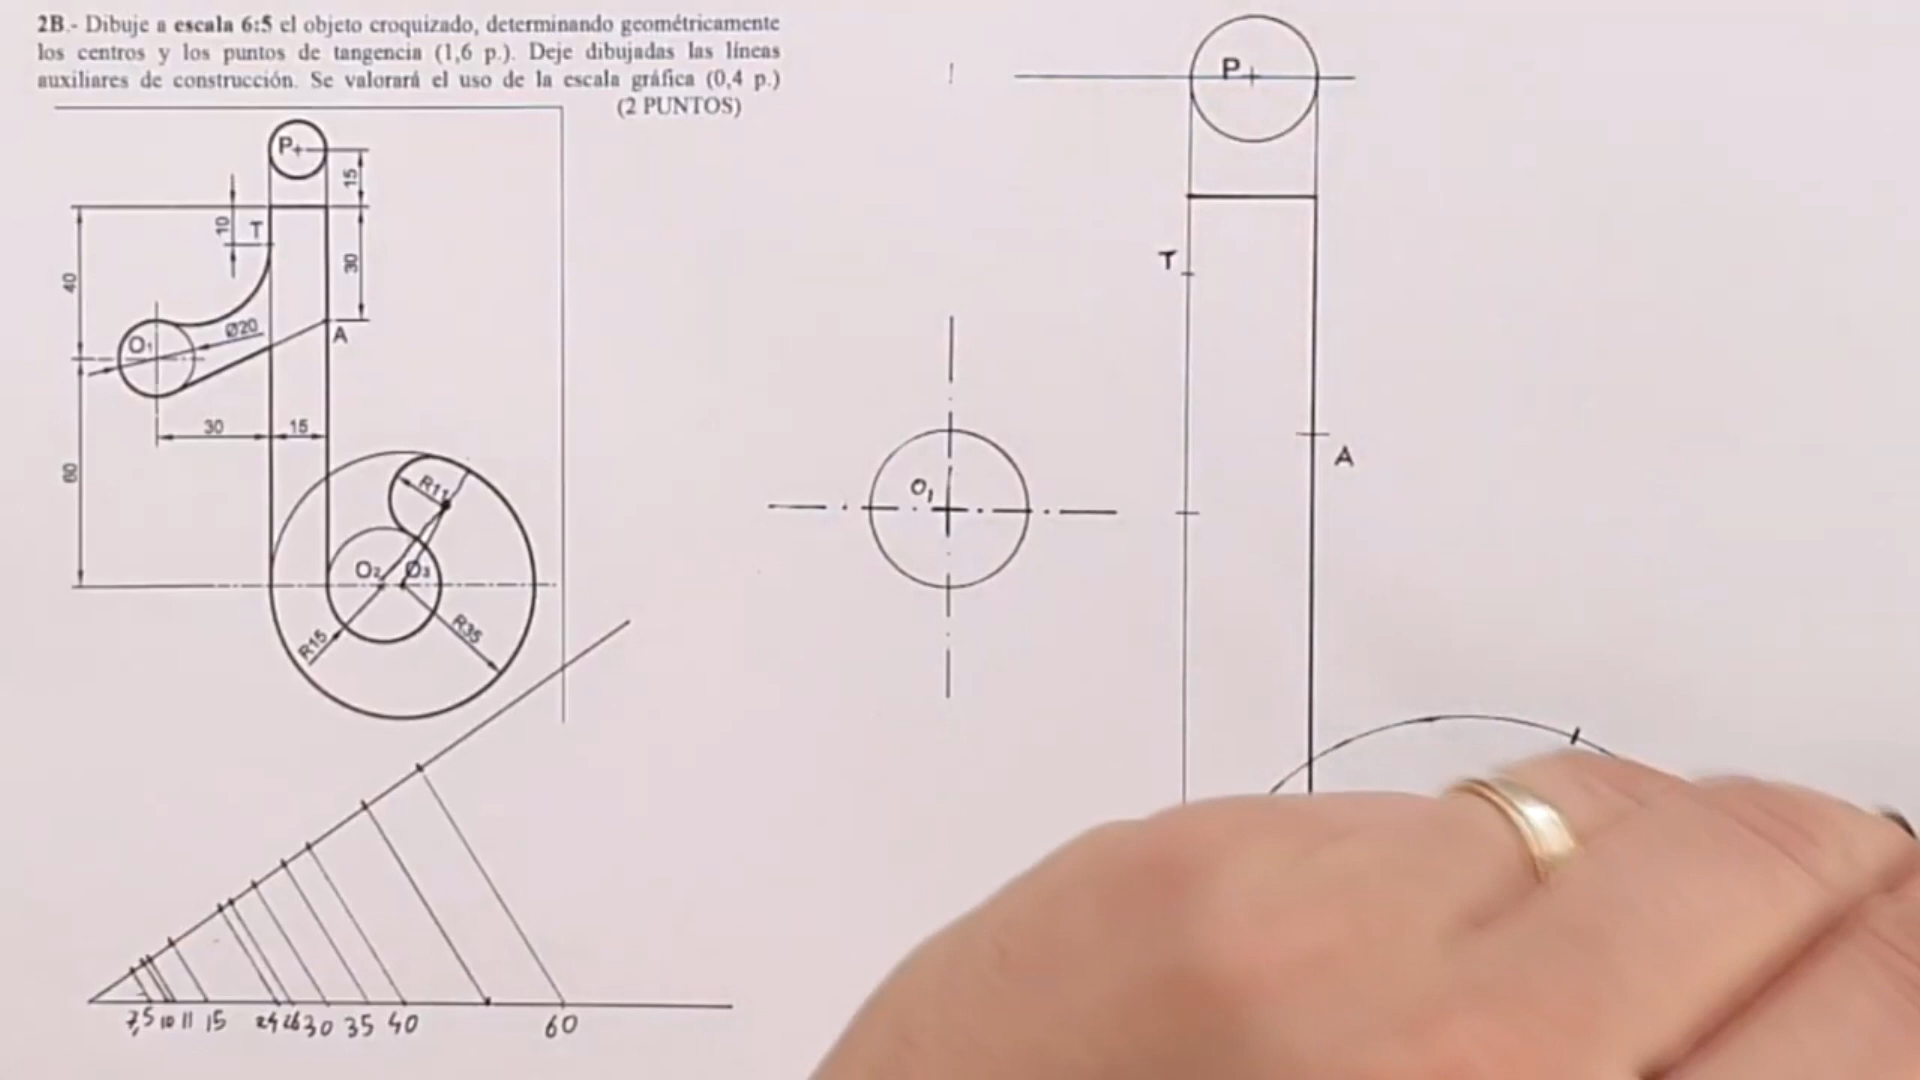 2B.- Dibuje a escala 6:5 el objeto croquizado, determinando geométricamente
los centros y los puntos de tangencia (1,6 p.). Deje dibujadas las líneas
auxiliares de construcción. Se valorará el uso de la escala gráfica (0,4 p.)
(2 PUNTOS)
P
15
10
T
40
30
O1
Ø20
A
30
15
60
R11
O2
O3
R15
R35
7,5 10 11 15 24 26 30 35 40 60
P
T
A
O1